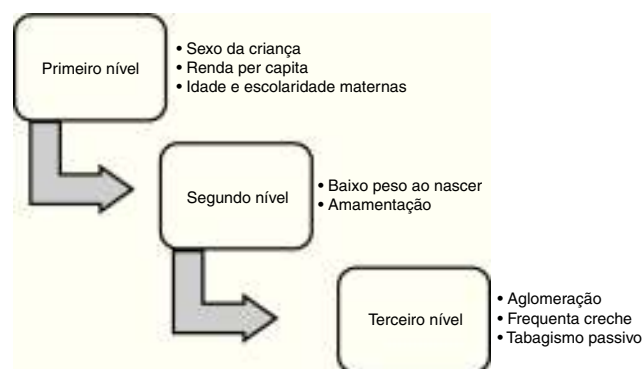 Primeiro nível
• Sexo da criança
• Renda per capita
• Idade e escolaridade maternas
Segundo nível
• Baixo peso ao nascer
• Amamentação
Terceiro nível
• Aglomeração
• Frequenta creche
• Tabagismo passivo